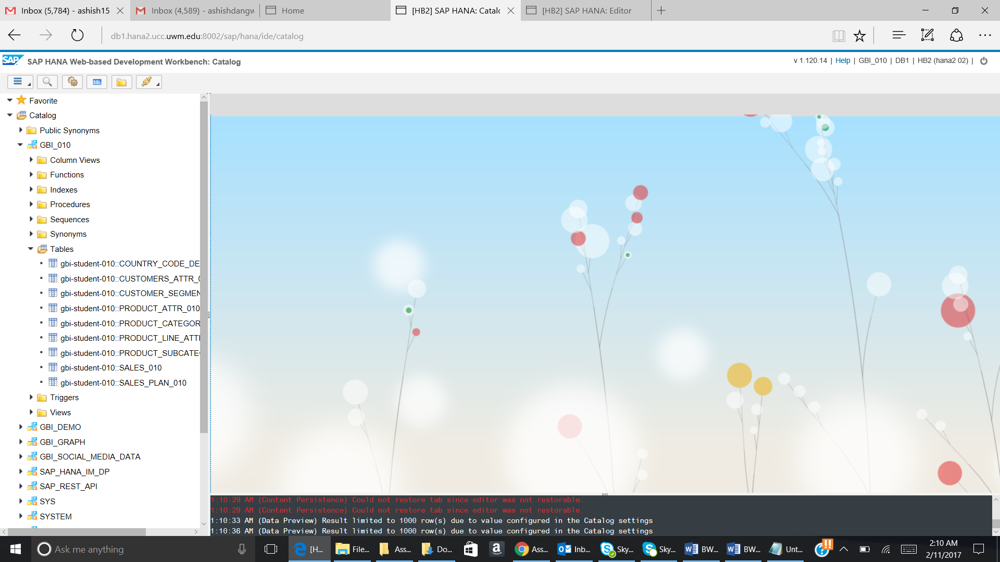 Inbox (5,784) - ashish15
Inbox (4,589) - ashishdangw
Home
[HB2] SAP HANA: Catalo
[HB2] SAP HANA: Editor
db1.hana2.ucc.uwm.edu:8002/sap/hana/ide/catalog
SAP
SAP HANA Web-based Development Workbench: Catalog
v 1.120.14 | Help | GBI_010 | DB1 | HB2 (hana2 02) |
SQL
Favorite
Catalog
Public Synonyms
GBI_010
Column Views
Functions
Indexes
Procedures
Sequences
Synonyms
Tables
gbi-student-010::COUNTRY_CODE_DE
gbi-student-010::CUSTOMERS_ATTR_0
gbi-student-010::CUSTOMER_SEGMEN
gbi-student-010::PRODUCT_ATTR_010
gbi-student-010::PRODUCT_CATEGOR
gbi-student-010::PRODUCT_LINE_ATT
gbi-student-010::PRODUCT_SUBCATE
gbi-student-010::SALES_010
gbi-student-010::SALES_PLAN_010
Triggers
Views
GBI_DEMO
GBI_GRAPH
GBI_SOCIAL_MEDIA_DATA
SAP_HANA_IM_DP
SAP_REST_API
SYS
SYSTEM
1:10:29 AM (Content Persistence) Could not restore tab since editor was not restorable.
1:10:29 AM (Content Persistence) Could not restore tab since editor was not restorable.
1:10:33 AM (Data Preview) Result limited to 1000 row(s) due to value configured in the Catalog settings
1:10:36 AM (Data Preview) Result limited to 1000 row(s) due to value configured in the Catalog settings
Ask me anything
[H...
File...
Ass...
Do...
Ass...
Inb...
Sky...
Sky...
BW...
BW...
Unt...
2:10 AM
2/11/2017